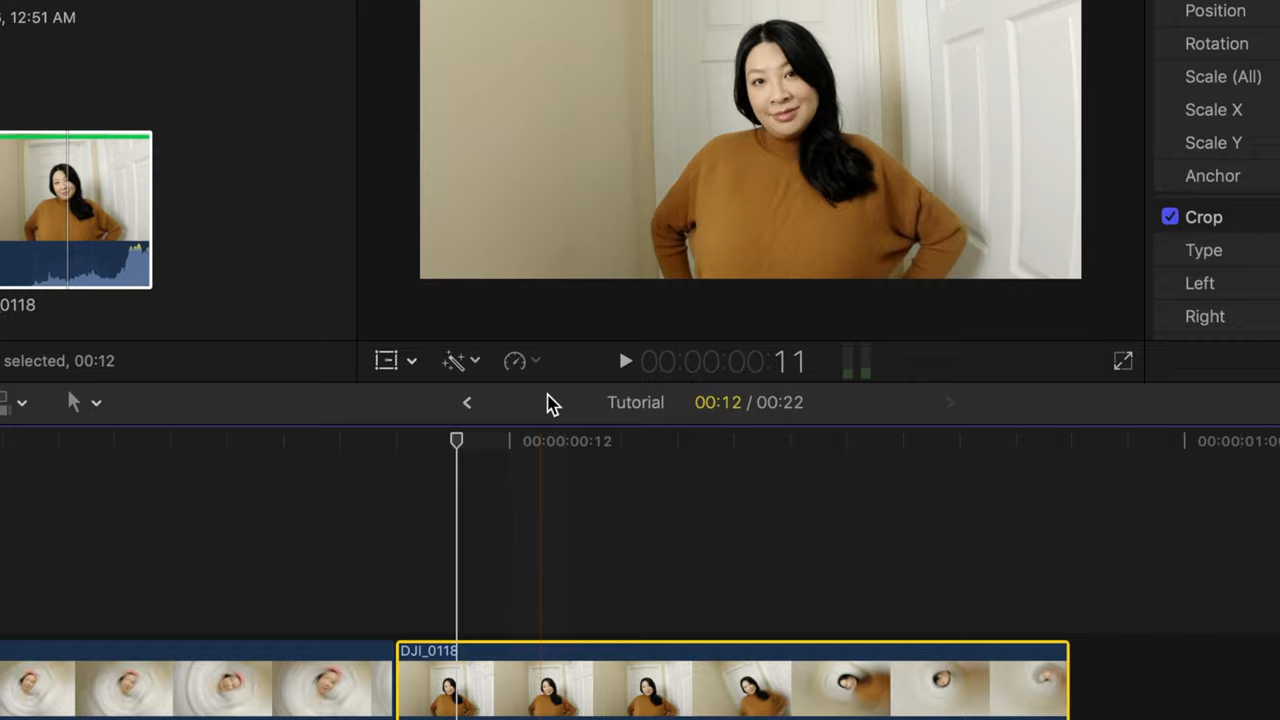 , 12:51 AM
Position
Rotation
Scale (All)
Scale X
Scale Y
Anchor
Crop
Type
Left
Right
_0118
selected, 00:12
00:00:00:11
Tutorial 00:12 / 00:22
00:00:00:12
00:00:01:0
DJI_0118